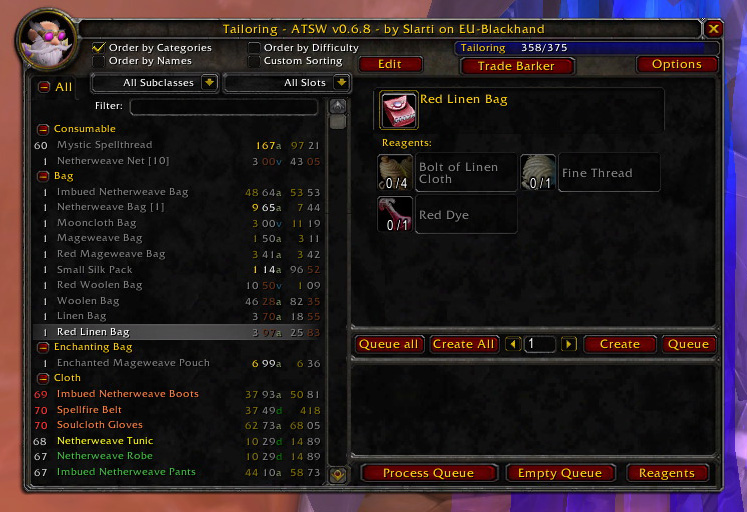 Tailoring - ATSW v0.6.8 - by Slarti on EU-Blackhand
Order by Categories
Order by Difficulty
Tailoring 358/375
Order by Names
Custom Sorting
Edit
Trade Barker
Options
All
All Subclasses
All Slots
Filter:
Consumable
60 Mystic Spellthread 167a 97 21
1 Netherweave Net [10] 3 00v 43 05
Bag
1 Imbued Netherweave Bag 48 64a 53 53
1 Netherweave Bag [1] 9 65a 7 44
1 Mooncloth Bag 3 00v 11 19
1 Mageweave Bag 1 50a 3 11
1 Red Mageweave Bag 3 41a 3 42
1 Small Silk Pack 1 14a 96 52
1 Red Woolen Bag 10 50v 1 09
1 Woolen Bag 46 28a 82 35
1 Linen Bag 3 70a 18 55
1 Red Linen Bag 3 07a 25 83
Enchanting Bag
1 Enchanted Mageweave Pouch 6 99a 6 36
Cloth
69 Imbued Netherweave Boots 37 93a 50 81
70 Spellfire Belt 37 49d 418
70 Soulcloth Gloves 62 73a 68 05
68 Netherweave Tunic 10 29d 14 89
67 Netherweave Robe 10 29d 14 89
67 Imbued Netherweave Pants 44 10a 58 73
Red Linen Bag
Reagents:
0/4 Bolt of Linen Cloth
0/1 Fine Thread
0/1 Red Dye
Queue all
Create All
1
Create
Queue
Process Queue
Empty Queue
Reagents